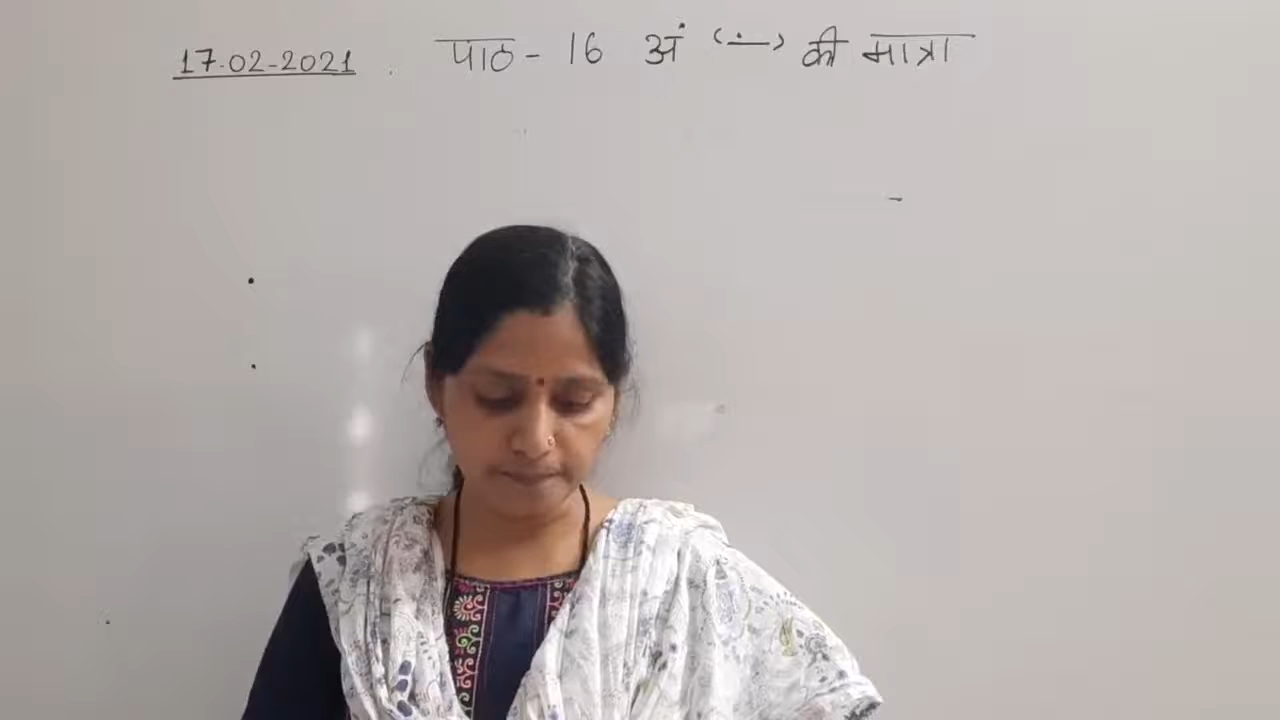 17-02-2021 पाठ - 16 अं (—ं) की मात्रा